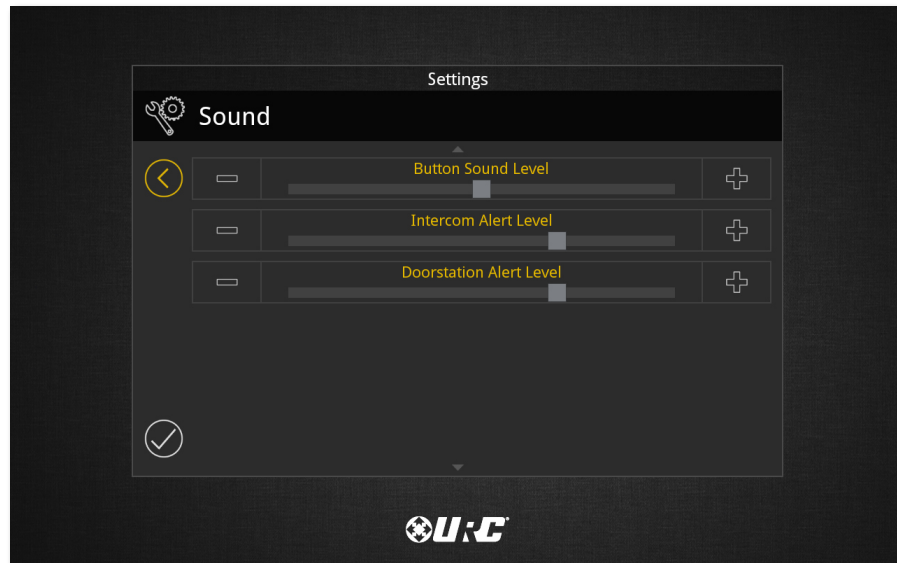 Settings
Sound
Button Sound Level
Intercom Alert Level
Doorstation Alert Level
URC